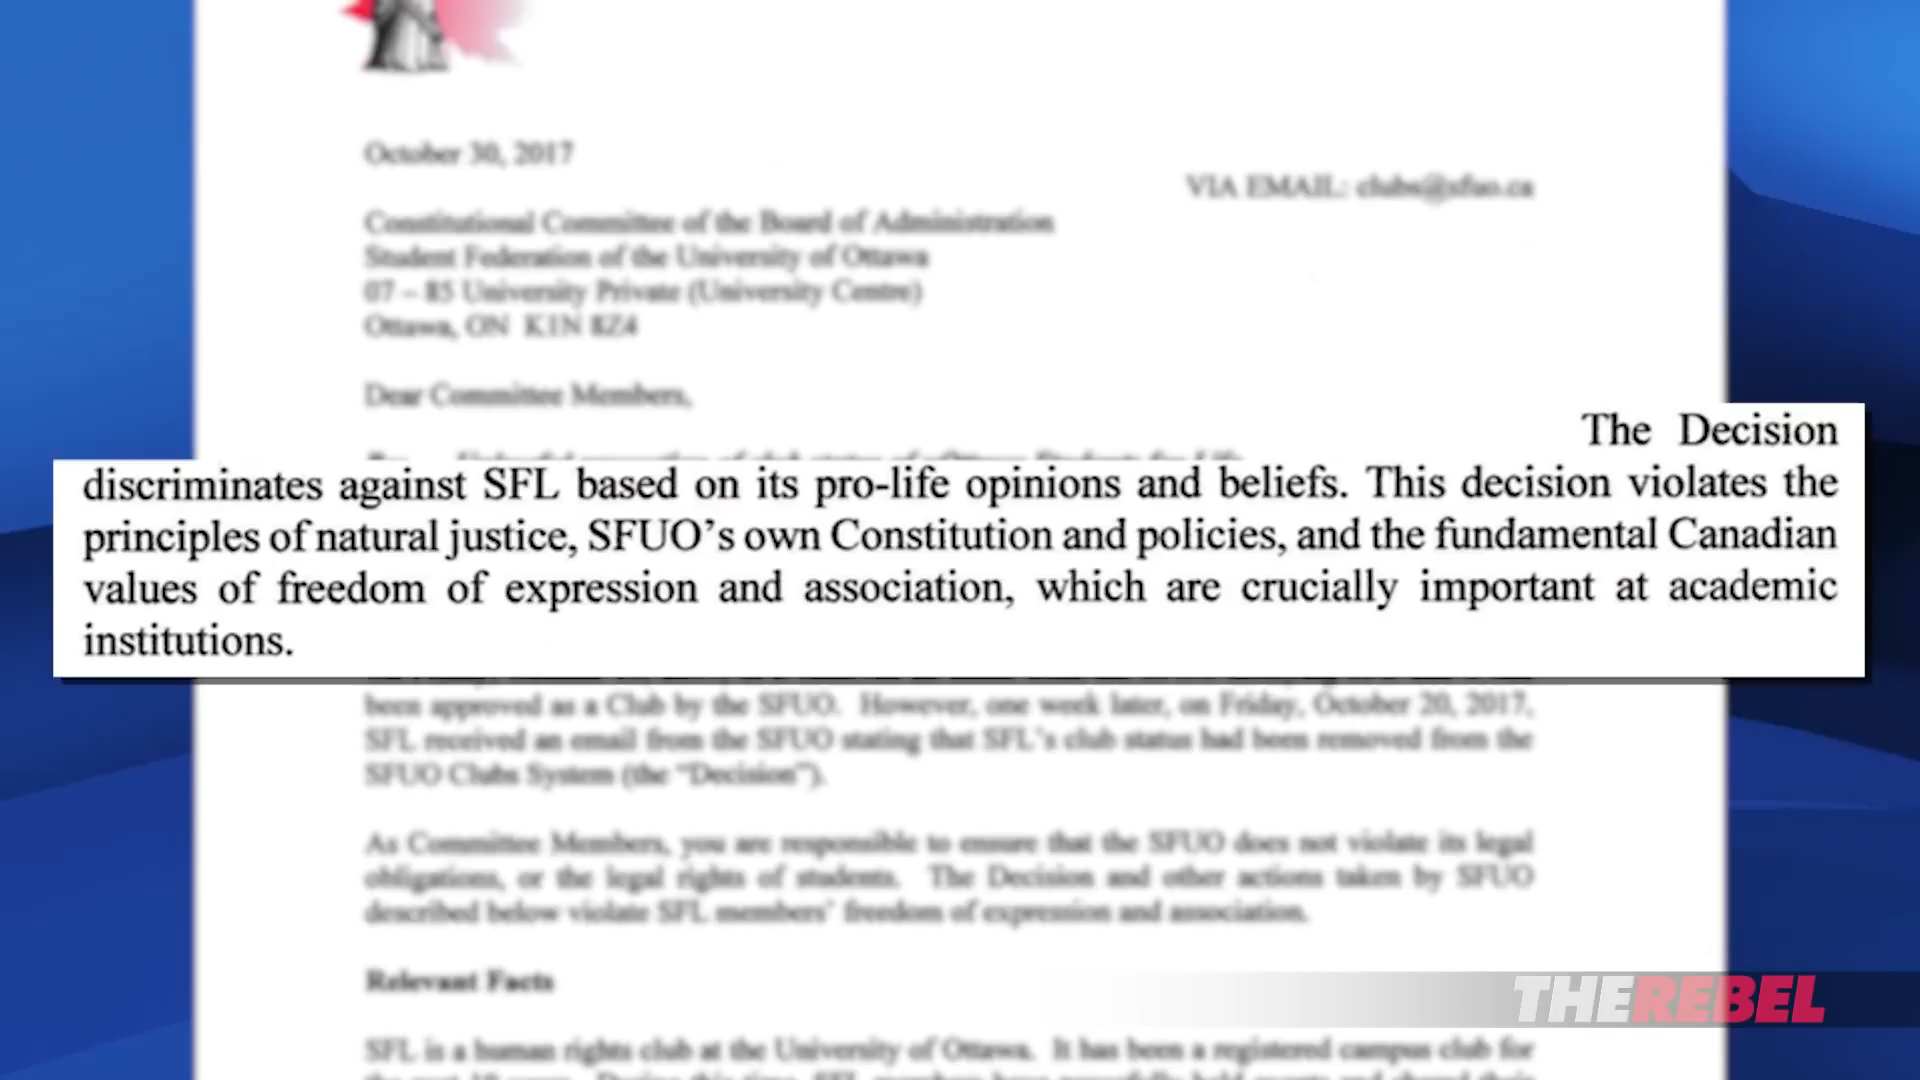 October 30, 2017
VIA EMAIL: clubs@sfuo.ca
Constitutional Committee of the Board of Administration
Student Federation of the University of Ottawa
07 – 85 University Private (University Centre)
Ottawa, ON K1N 8Z4
Dear Committee Members,
The Decision
discriminates against SFL based on its pro-life opinions and beliefs. This decision violates the
principles of natural justice, SFUO’s own Constitution and policies, and the fundamental Canadian
values of freedom of expression and association, which are crucially important at academic
institutions.
been approved as a Club by the SFUO. However, one week later, on Friday, October 20, 2017,
SFL received an email from the SFUO stating that SFL’s club status had been removed from the
SFUO Clubs System (the “Decision”).
As Committee Members, you are responsible to ensure that the SFUO does not violate its legal
obligations, or the legal rights of students. The Decision and other actions taken by SFUO
described below violate SFL members’ freedom of expression and association.
Relevant Facts
THE REBEL
SFL is a human rights club at the University of Ottawa. It has been a registered campus club for